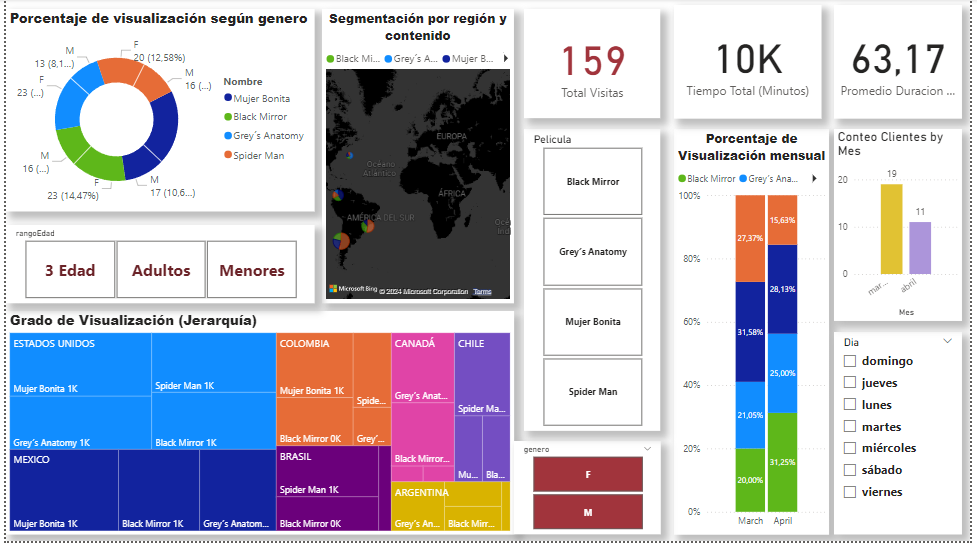 Porcentaje de visualización según genero
M
13 (8,1...)
F
20 (12,58%)
M
16 (...)
F
23 (...)
M
16 (...)
F
23 (14,47%)
M
17 (10,6...)
Nombre
Mujer Bonita
Black Mirror
Grey´s Anatomy
Spider Man
Segmentación por región y
contenido
Black Mi...
Grey´s A...
Mujer B...
EUROPA
Océano
Atlántico
ÁFRICA
AMÉRICA DEL SUR
Océ
Ind
Microsoft Bing
© 2024 Microsoft Corporation
Terms
159
Total Visitas
10K
Tiempo Total (Minutos)
63,17
Promedio Duracion ...
rangoEdad
3 Edad
Adultos
Menores
Pelicula
Black Mirror
Grey´s Anatomy
Mujer Bonita
Spider Man
Porcentaje de
Visualización mensual
Black Mirror
Grey´s Ana...
100%
80%
60%
40%
20%
0%
27,37%
31,58%
21,05%
20,00%
15,63%
28,13%
25,00%
31,25%
March
April
Conteo Clientes by
Mes
20
10
0
19
11
mar...
abril
Mes
Grado de Visualización (Jerarquía)
ESTADOS UNIDOS
Mujer Bonita 1K
Spider Man 1K
Grey´s Anatomy 1K
Black Mirror 1K
MEXICO
Mujer Bonita 1K
Black Mirror 1K
Grey´s Anatom...
COLOMBIA
Mujer Bonita 1K
Spide...
Black Mirror 0K
Grey´...
BRASIL
Spider Man 1K
Black Mirror 0K
CANADÁ
Grey´s Anat...
Black Mirror...
CHILE
Spider Ma...
Mu...
Bla...
ARGENTINA
Grey´s An...
Black Mirr...
genero
F
M
Dia
domingo
jueves
lunes
martes
miércoles
sábado
viernes